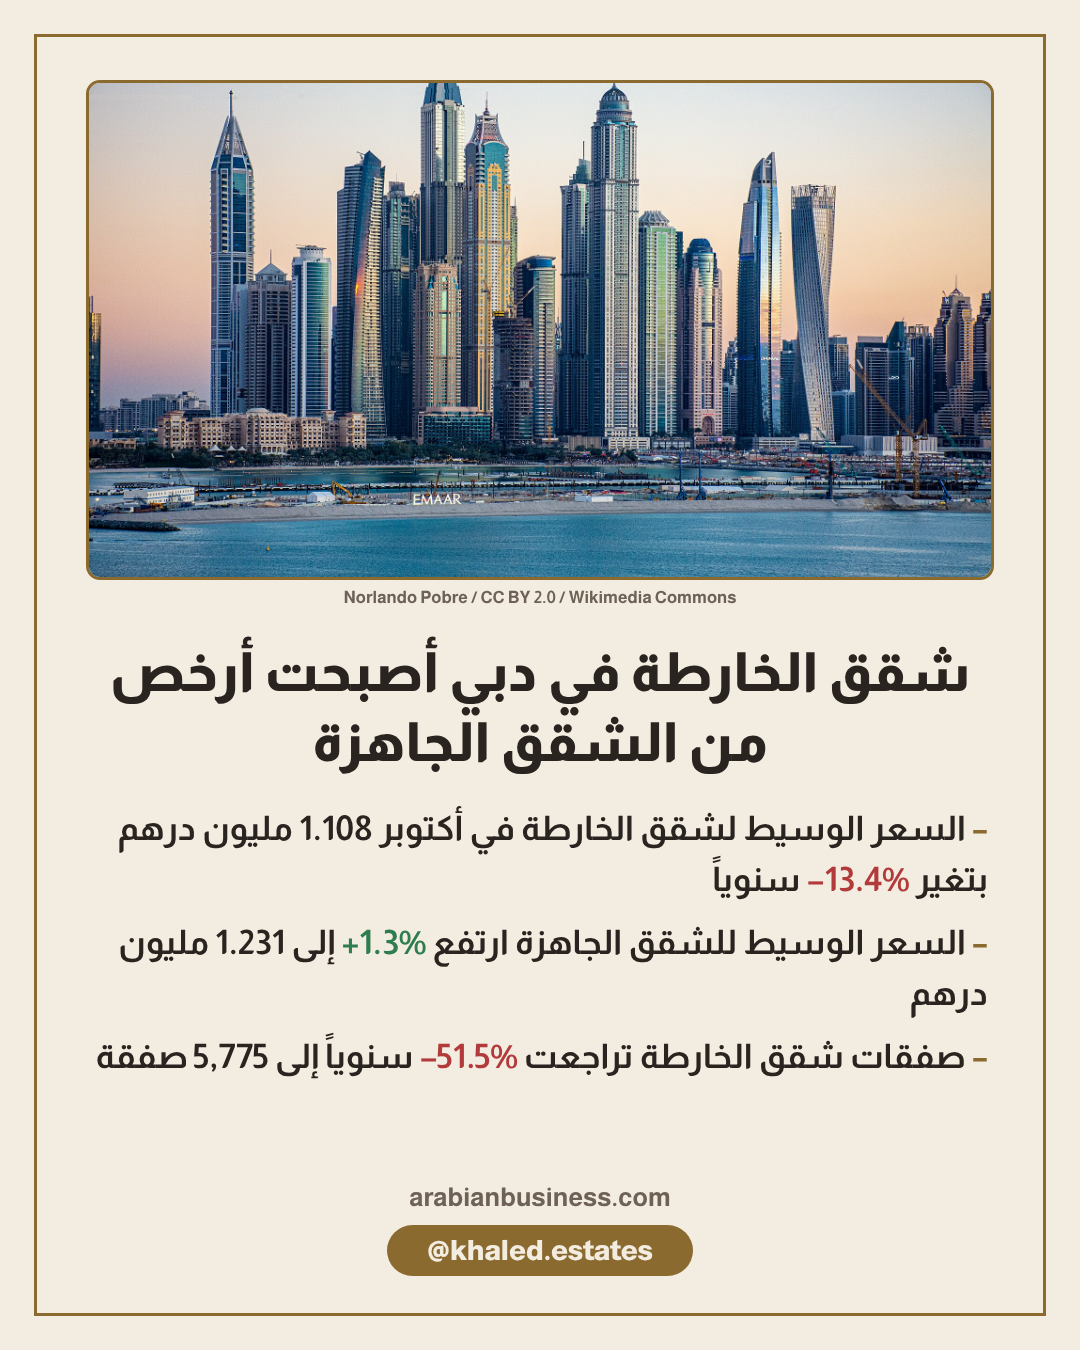 EMAAR
Norlando Pobre / CC BY 2.0 / Wikimedia Commons
شقق الخارطة في دبي أصبحت أرخص
من الشقق الجاهزة
– السعر الوسيط لشقق الخارطة في أكتوبر 1.108 مليون درهم
بتغير –13.4% سنوياً
– السعر الوسيط للشقق الجاهزة ارتفع +1.3% إلى 1.231 مليون
درهم
– صفقات شقق الخارطة تراجعت –51.5% سنوياً إلى 5,775 صفقة
arabianbusiness.com
@khaled.estates